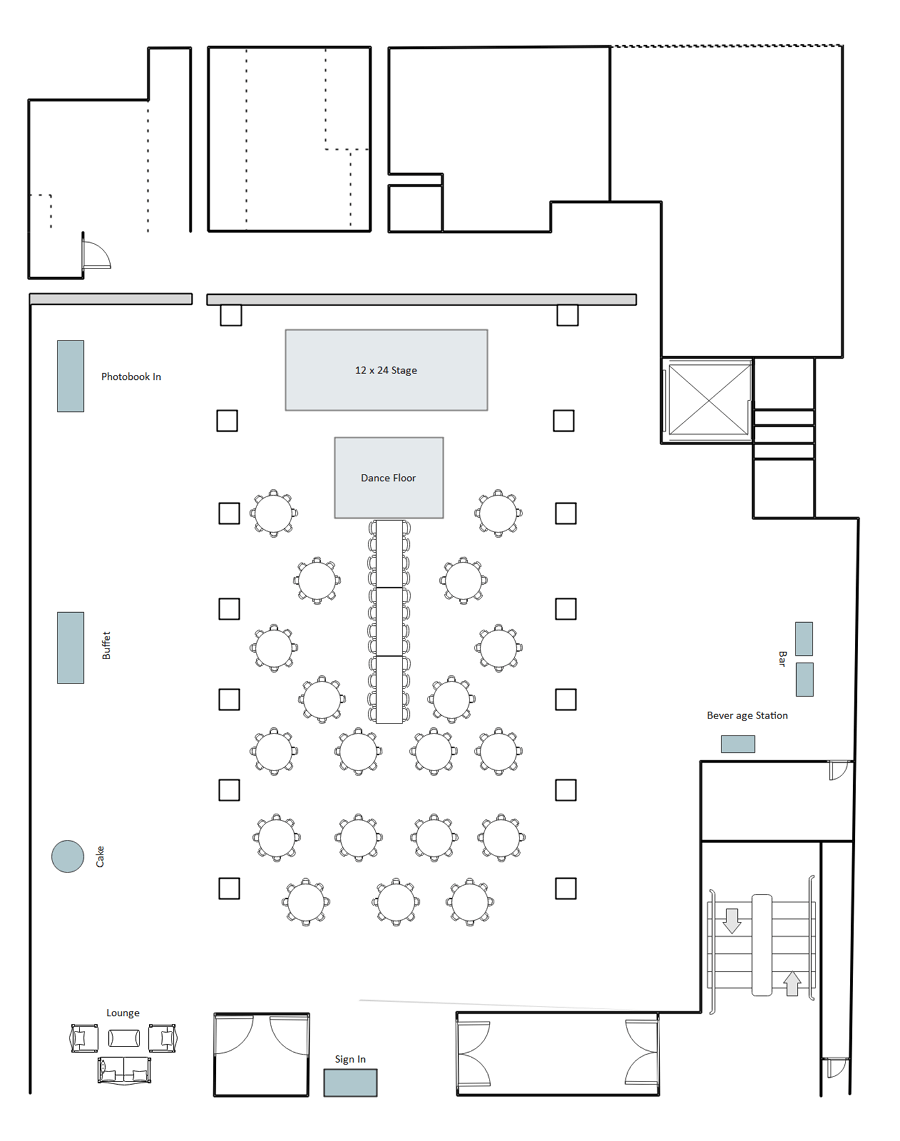 12 x 24 Stage
Photobook In
Dance Floor
Buffet
Bar
Bever age Station
Cake
Lounge
Sign In